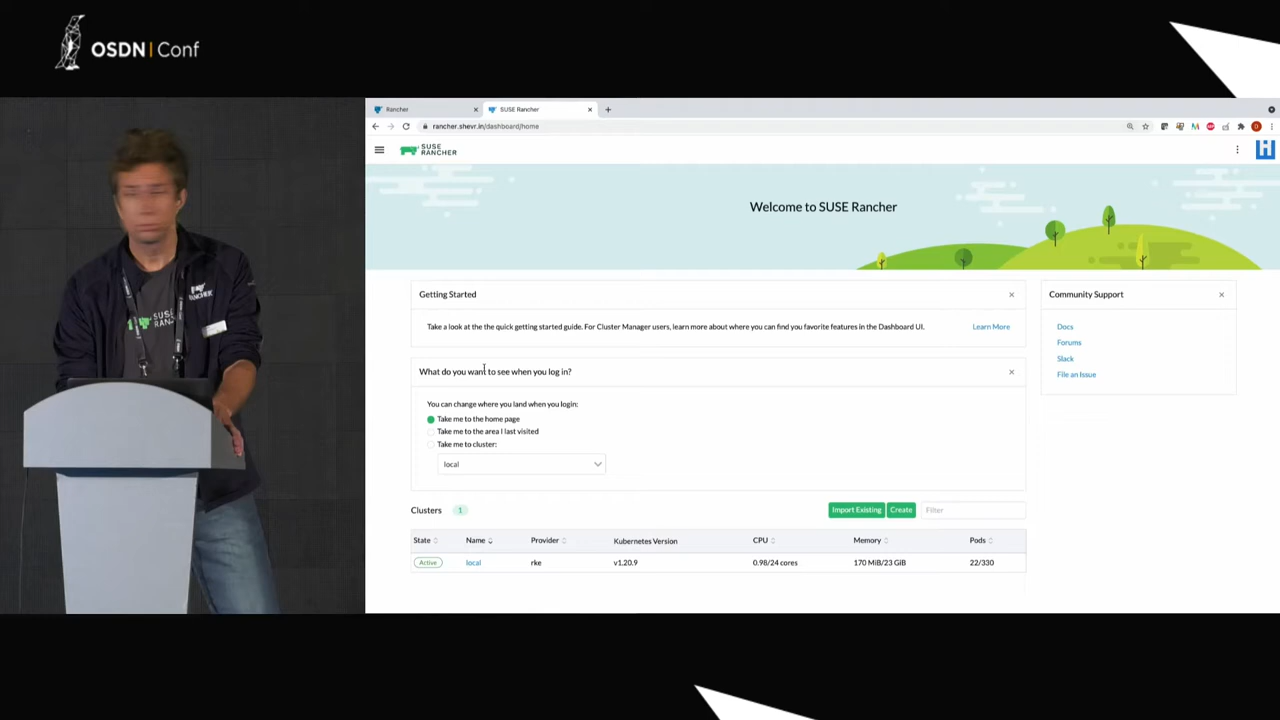 OSDN | Conf
Rancher
SUSE Rancher
rancher.shevr.in/dashboard/home
SUSE
RANCHER
Welcome to SUSE Rancher
Getting Started
Take a look at the the quick getting started guide. For Cluster Manager users, learn more about where you can find you favorite features in the Dashboard UI.
Learn More
What do you want to see when you log in?
You can change where you land when you login:
Take me to the home page
Take me to the area I last visited
Take me to cluster:
local
Community Support
Docs
Forums
Slack
File an Issue
Clusters 1
Import Existing
Create
Filter
State Name Provider Kubernetes Version CPU Memory Pods
Active local rke v1.20.9 0.98/24 cores 170 MiB/23 GiB 22/330
RANCHER
SUSE